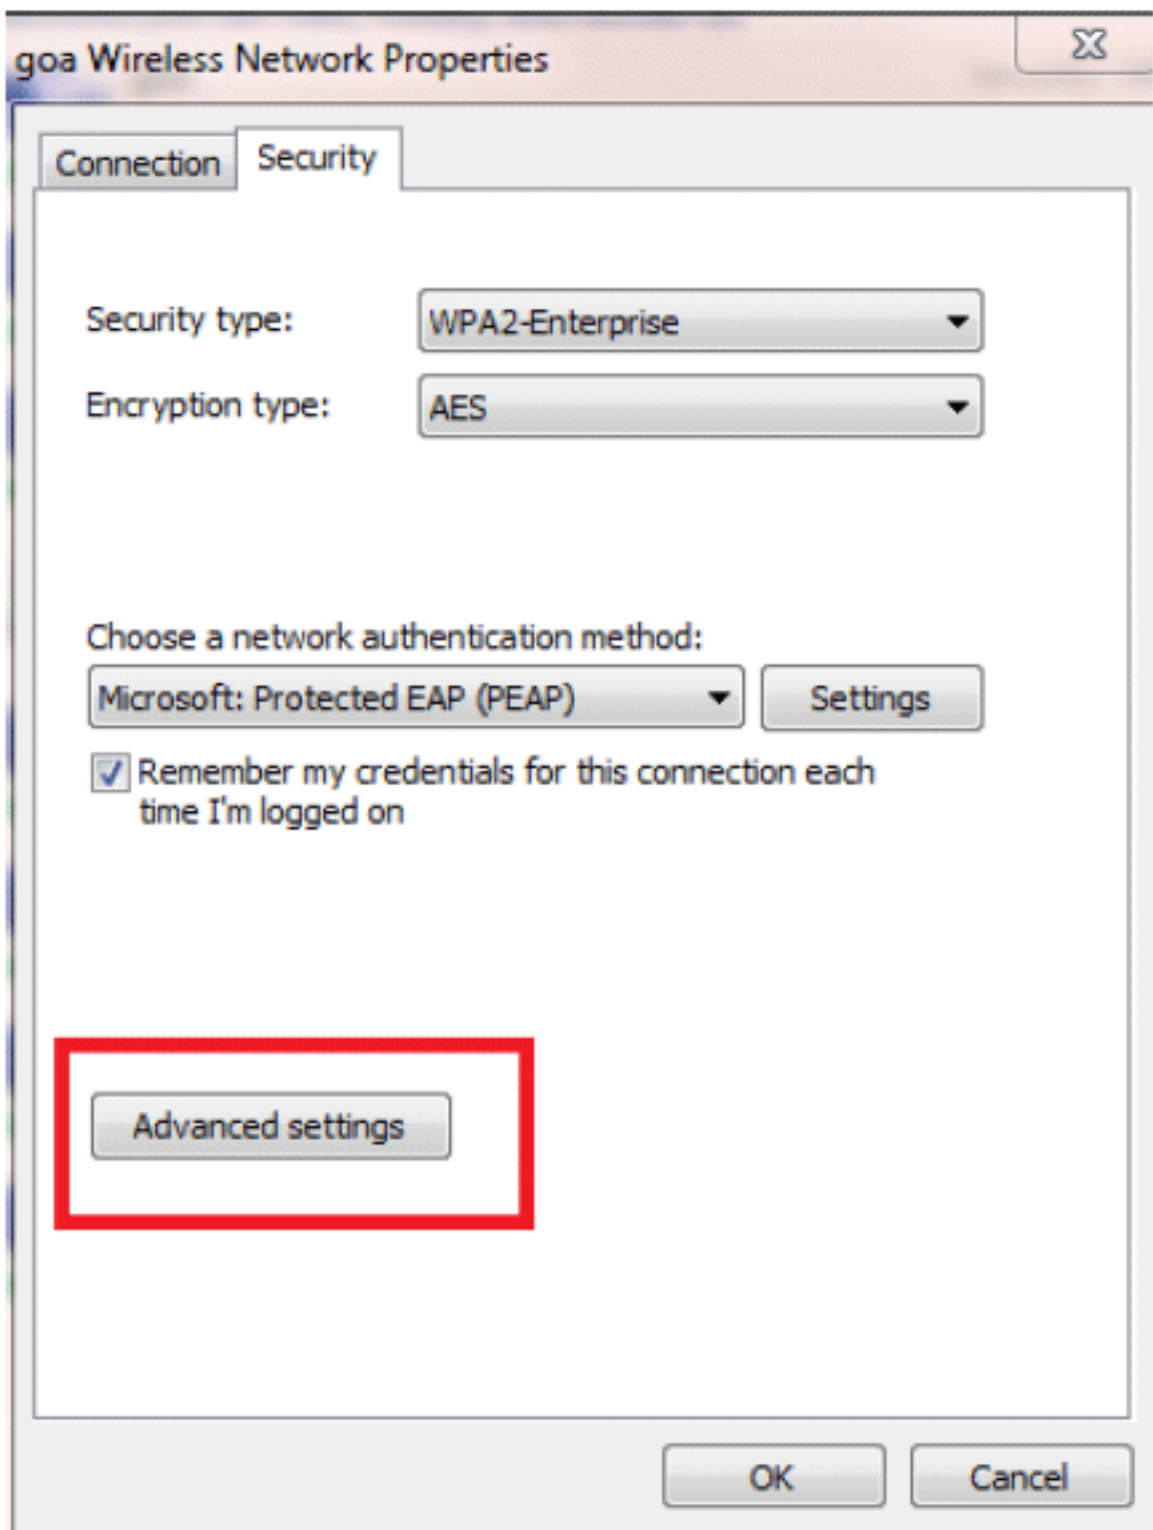 goa Wireless Network Properties
Connection
Security
Security type:
WPA2-Enterprise
Encryption type:
AES
Choose a network authentication method:
Microsoft: Protected EAP (PEAP)
Settings
Remember my credentials for this connection each
time I'm logged on
Advanced settings
OK
Cancel